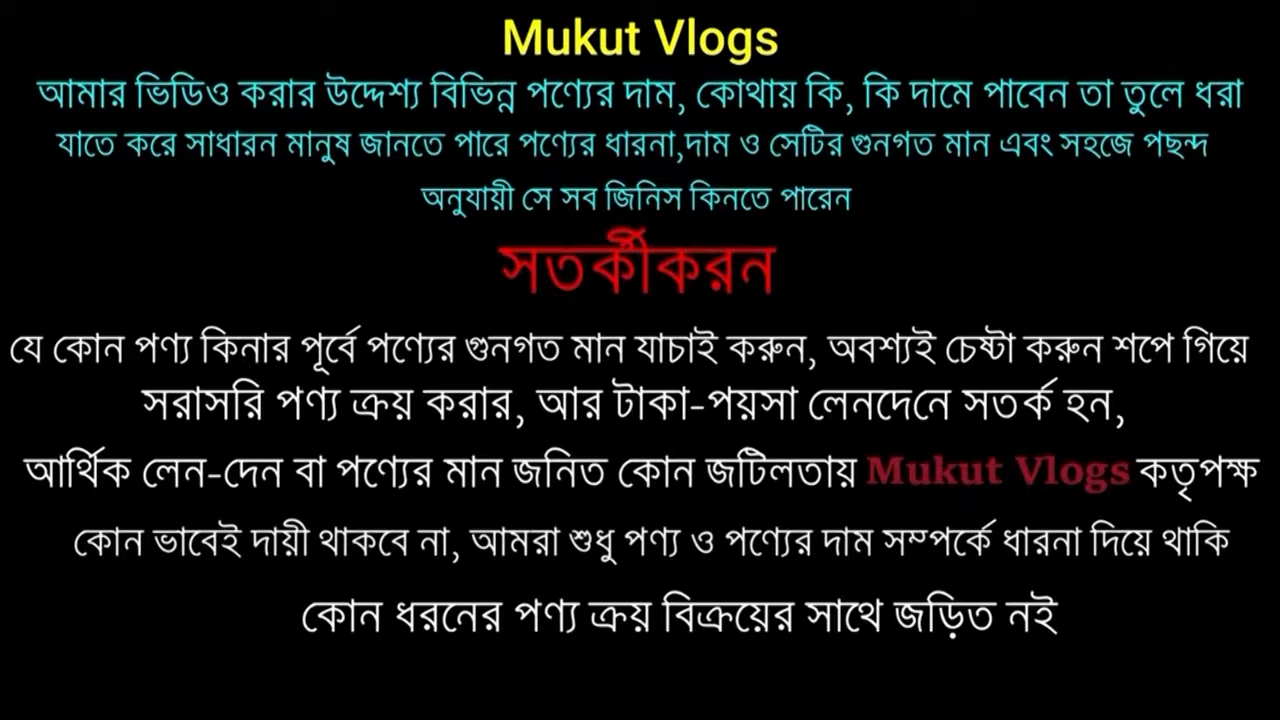 Mukut Vlogs
আমার ভিডিও করার উদ্দেশ্য বিভিন্ন পণ্যের দাম, কোথায় কি, কি দামে পাবেন তা তুলে ধরা
যাতে করে সাধারন মানুষ জানতে পারে পণ্যের ধারনা,দাম ও সেটির গুনগত মান এবং সহজে পছন্দ
অনুযায়ী সে সব জিনিস কিনতে পারেন
সতর্কীকরন
যে কোন পণ্য কিনার পূর্বে পণ্যের গুনগত মান যাচাই করুন, অবশ্যই চেষ্টা করুন শপে গিয়ে
সরাসরি পণ্য ক্রয় করার, আর টাকা-পয়সা লেনদেনে সতর্ক হন,
আর্থিক লেন-দেন বা পণ্যের মান জনিত কোন জটিলতায় Mukut Vlogs কতৃপক্ষ
কোন ভাবেই দায়ী থাকবে না, আমরা শুধু পণ্য ও পণ্যের দাম সম্পর্কে ধারনা দিয়ে থাকি
কোন ধরনের পণ্য ক্রয় বিক্রয়ের সাথে জড়িত নই